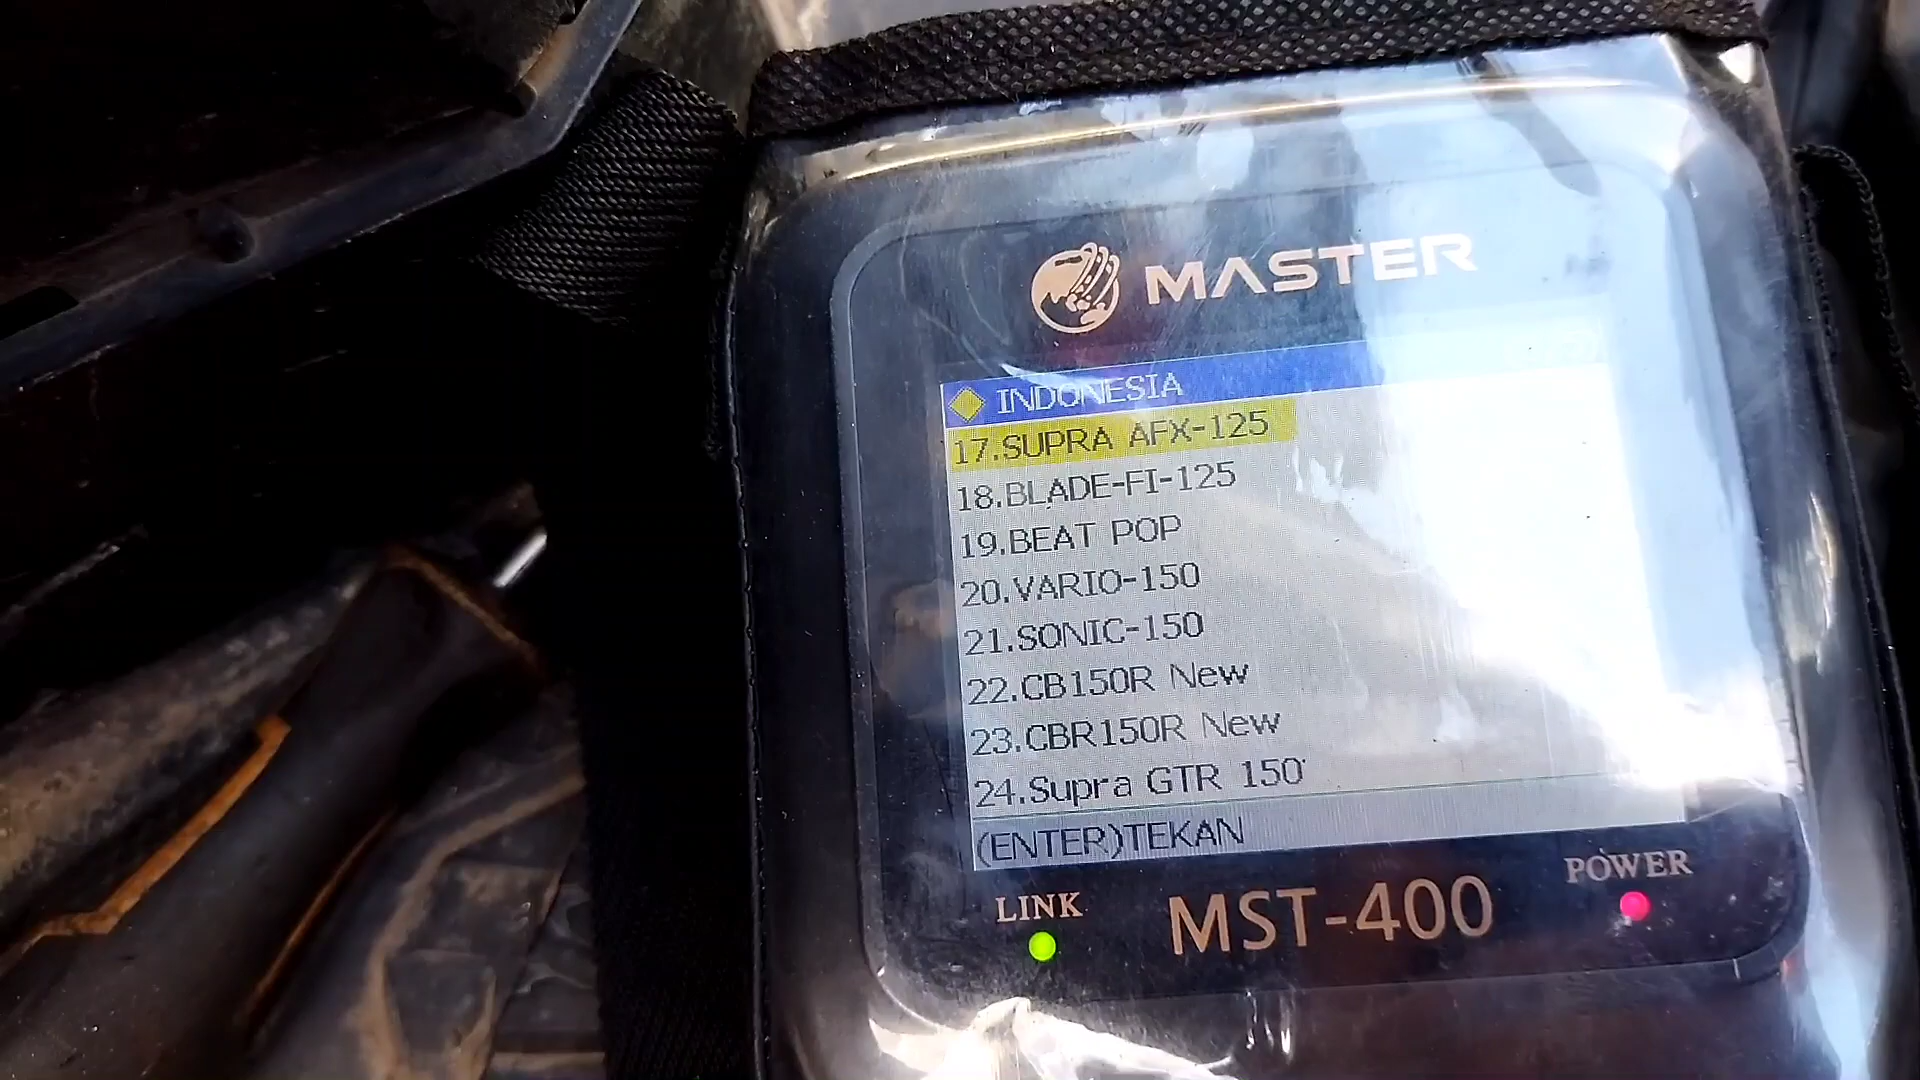 MASTER
INDONESIA
17.SUPRA AFX-125
18.BLADE-FI-125
19.BEAT POP
20.VARIO-150
21.SONIC-150
22.CB150R New
23.CBR150R New
24.Supra GTR 150
(ENTER)TEKAN
LINK
MST-400
POWER